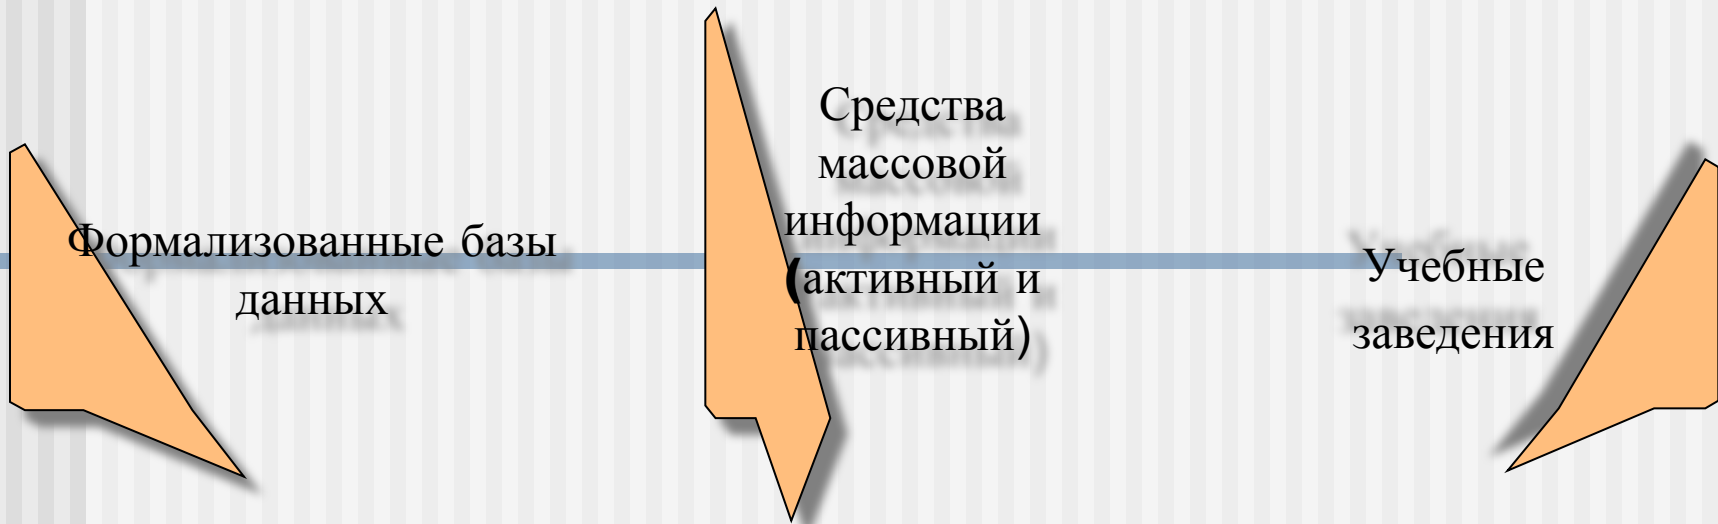 Формализованные базы
данных
Средства
массовой
информации
(активный и
пассивный)
Учебные
заведения